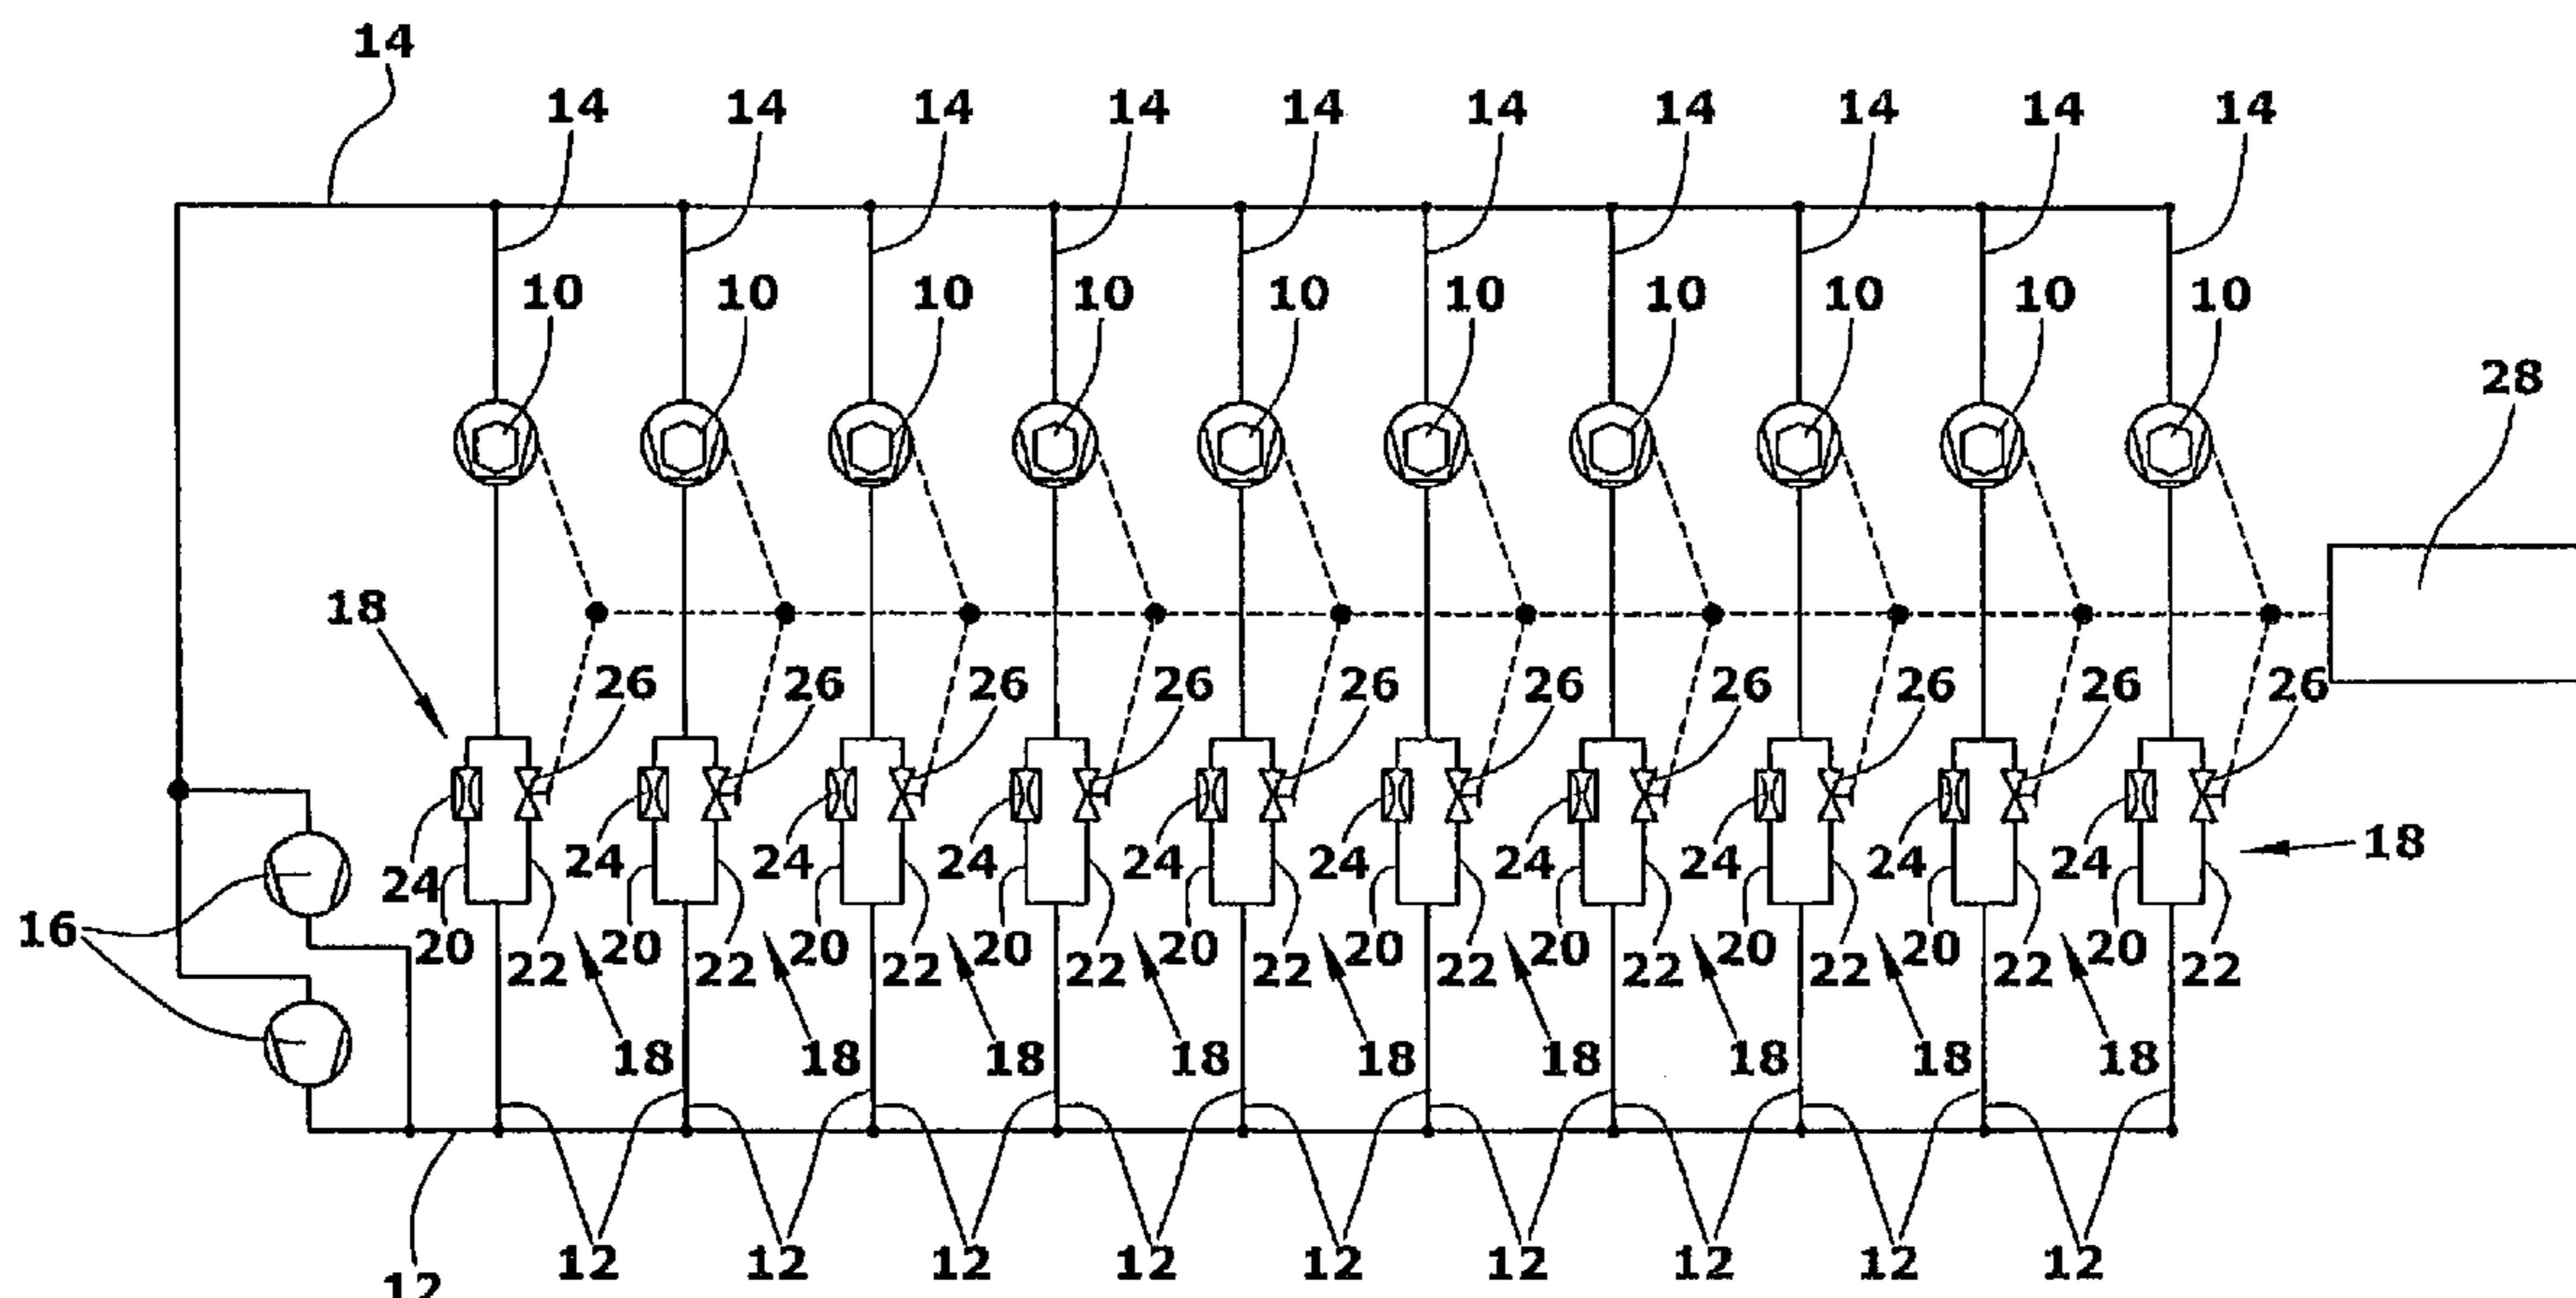 14
14 14 14 14 14 14 14 14 14 14
10 10 10 10 10 10 10 10 10 10
28
18
26 26 26 26 26 26 26 26 26 26
18
24 24 24 24 24 24 24 24 24 24
16
20 20 20 20 20 20 20 20 20 20
22 22 22 22 22 22 22 22 22 22
18 18 18 18 18 18 18 18 18
12 12 12 12 12 12 12 12 12
12